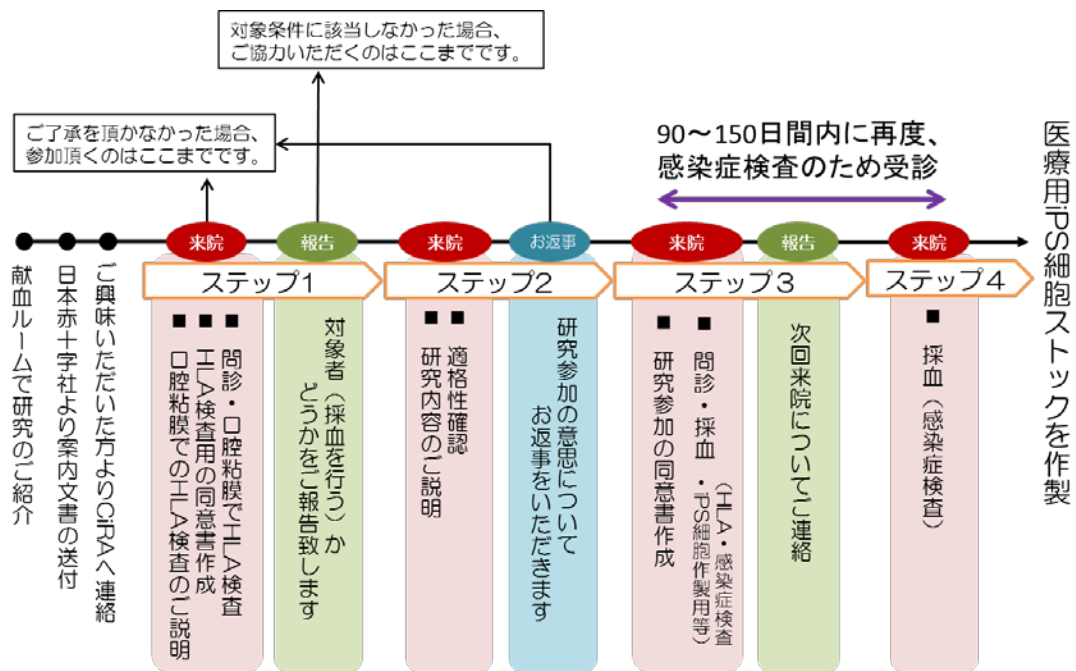 対象条件に該当しなかった場合、
ご協力いただくのはここまでです。
ご了承を頂かなかった場合、
参加頂くのはここまでです。
90～150日間内に再度、
感染症検査のため受診
献血ルームで研究のご紹介
日本赤十字社より案内文書の送付
ご興味いただいた方よりCiRAへ連絡
来院
報告
来院
お返事
来院
報告
来院
ステップ1
ステップ2
ステップ3
ステップ4
■ 口腔粘膜でのHLA検査のご説明
■ HLA検査用の同意書作成
■ 問診・口腔粘膜でHLA検査
対象者（採血を行う）か
どうかをご報告致します
■ 研究内容のご説明
■ 適格性確認
研究参加の意思について
お返事をいただきます
■ 研究参加の同意書作成
■ 問診・採血
（HLA・感染症検査
・iPS細胞作製用等）
次回来院についてご連絡
■ 採血（感染症検査）
医療用iPS細胞ストックを作製